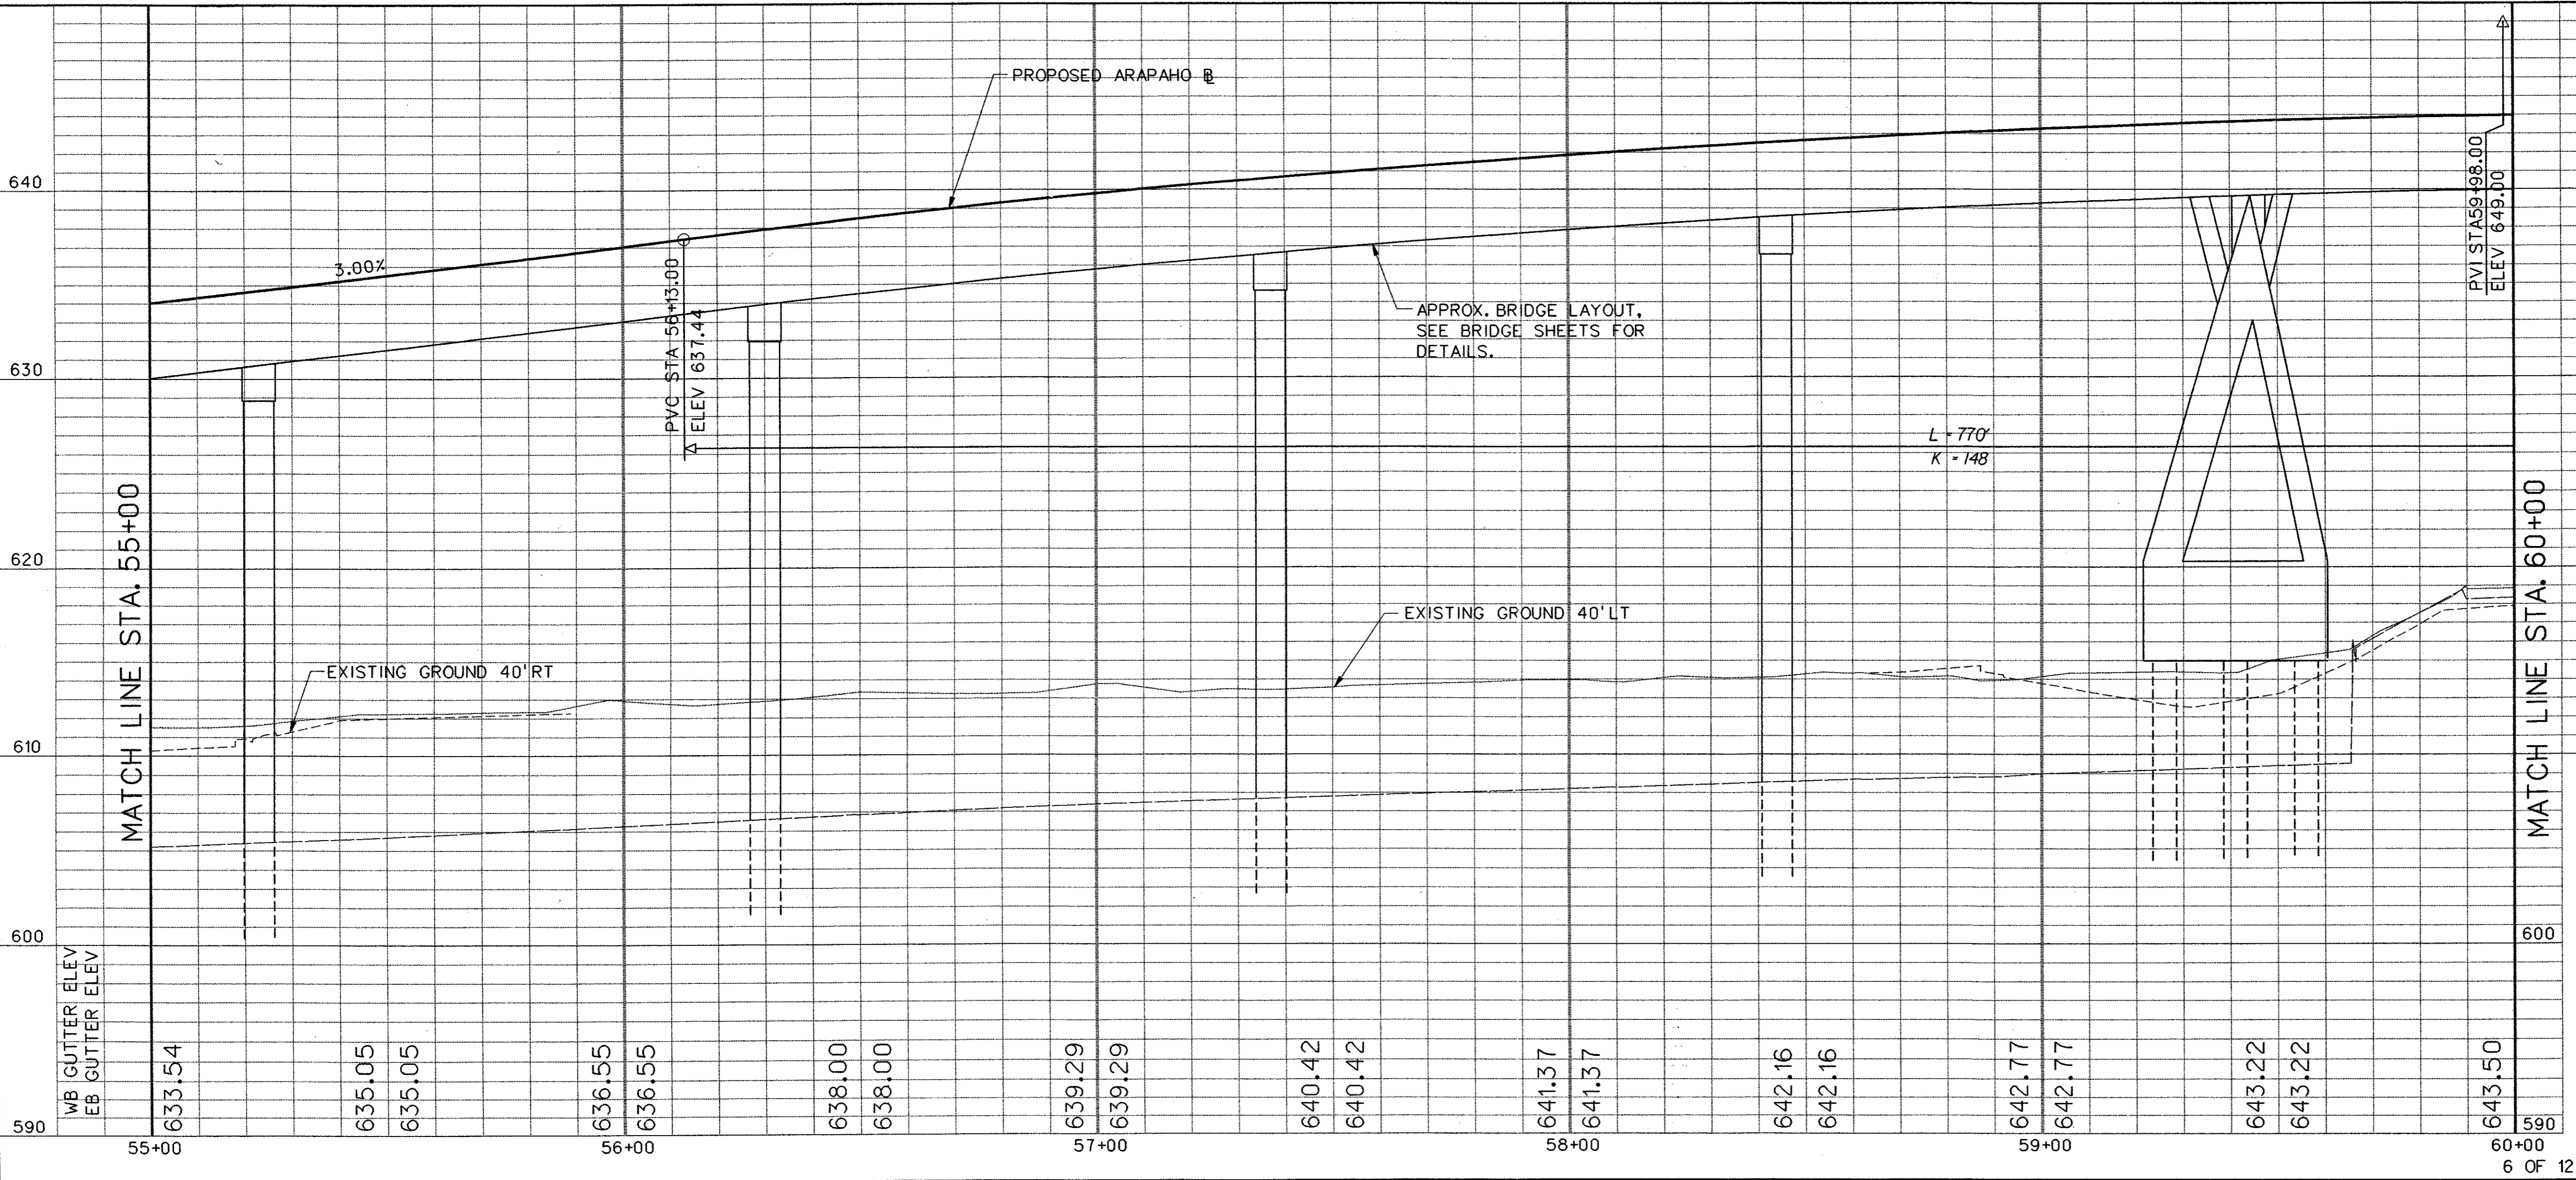 PROPOSED ARAPAHO ℄
640
3.00%
PVC STA 56+13.00
ELEV 637.44
PVI STA59+98.00
ELEV 649.00
APPROX. BRIDGE LAYOUT,
SEE BRIDGE SHEETS FOR
DETAILS.
630
L = 770'
K = 148
MATCH LINE STA. 55+00
MATCH LINE STA. 60+00
620
EXISTING GROUND 40'LT
EXISTING GROUND 40'RT
610
600
600
WB GUTTER ELEV
EB GUTTER ELEV
633.54
635.05
635.05
636.55
636.55
638.00
638.00
639.29
639.29
640.42
640.42
641.37
641.37
642.16
642.16
642.77
642.77
643.22
643.22
643.50
590
590
55+00
56+00
57+00
58+00
59+00
60+00
6 OF 12